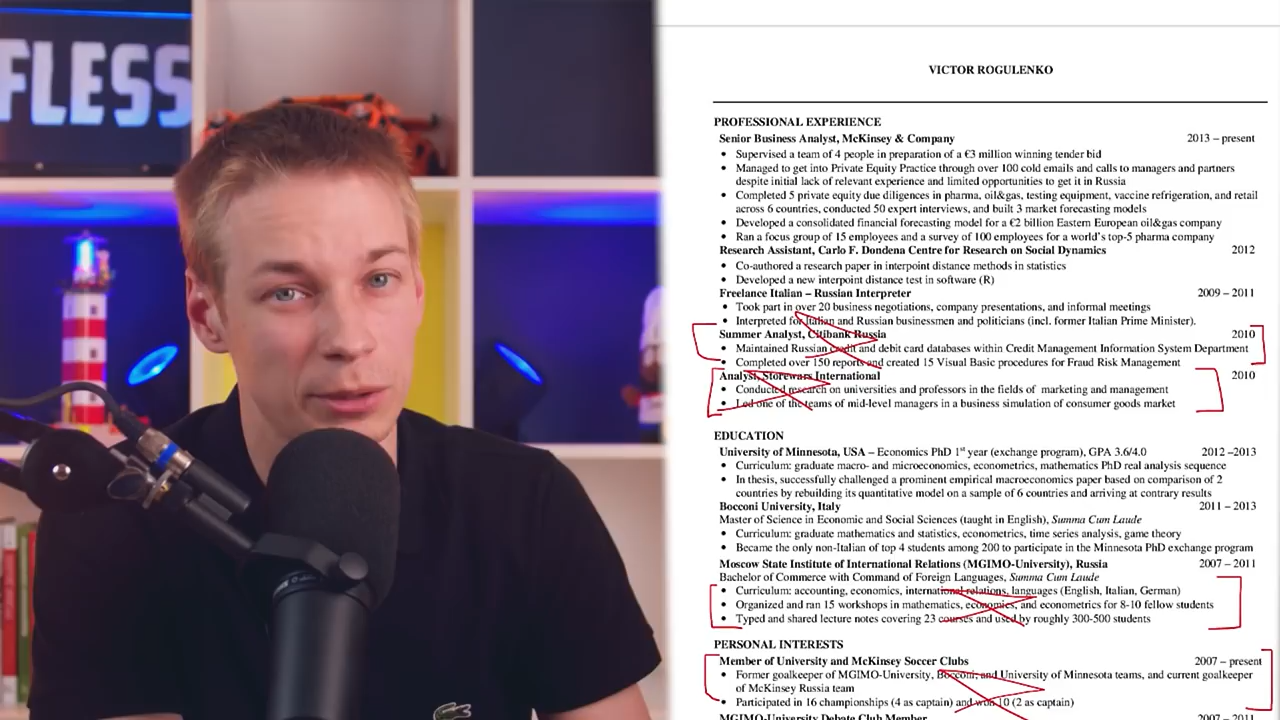 FLESS
VICTOR ROGULENKO
PROFESSIONAL EXPERIENCE
Senior Business Analyst, McKinsey & Company 2013 – present
• Supervised a team of 4 people in preparation of a €3 million winning tender bid
• Managed to get into Private Equity Practice through over 100 cold emails and calls to managers and partners
despite initial lack of relevant experience and limited opportunities to get it in Russia
• Completed 5 private equity due diligences in pharma, oil&gas, testing equipment, vaccine refrigeration, and retail
across 6 countries, conducted 50 expert interviews, and built 3 market forecasting models
• Developed a consolidated financial forecasting model for a €2 billion Eastern European oil&gas company
• Ran a focus group of 15 employees and a survey of 100 employees for a world's top-5 pharma company
Research Assistant, Carlo F. Dondena Centre for Research on Social Dynamics 2012
• Co-authored a research paper in interpoint distance methods in statistics
• Developed a new interpoint distance test in software (R)
Freelance Italian – Russian Interpreter 2009 – 2011
• Took part in over 20 business negotiations, company presentations, and informal meetings
• Interpreted for Italian and Russian businessmen and politicians (incl. former Italian Prime Minister).
Summer Analyst, Citibank Russia 2010
• Maintained Russian credit and debit card databases within Credit Management Information System Department
• Completed over 150 reports and created 15 Visual Basic procedures for Fraud Risk Management
Analyst, Storewars International 2010
• Conducted research on universities and professors in the fields of marketing and management
• Led one of the teams of mid-level managers in a business simulation of consumer goods market
EDUCATION
University of Minnesota, USA – Economics PhD 1st year (exchange program), GPA 3.6/4.0 2012 –2013
• Curriculum: graduate macro- and microeconomics, econometrics, mathematics PhD real analysis sequence
• In thesis, successfully challenged a prominent empirical macroeconomics paper based on comparison of 2
countries by rebuilding its quantitative model on a sample of 6 countries and arriving at contrary results
Bocconi University, Italy 2011 – 2013
Master of Science in Economic and Social Sciences (taught in English), Summa Cum Laude
• Curriculum: graduate mathematics and statistics, econometrics, time series analysis, game theory
• Became the only non-Italian of top 4 students among 200 to participate in the Minnesota PhD exchange program
Moscow State Institute of International Relations (MGIMO-University), Russia 2007 – 2011
Bachelor of Commerce with Command of Foreign Languages, Summa Cum Laude
• Curriculum: accounting, economics, international relations, languages (English, Italian, German)
• Organized and ran 15 workshops in mathematics, economics, and econometrics for 8-10 fellow students
• Typed and shared lecture notes covering 23 courses and used by roughly 300-500 students
PERSONAL INTERESTS
Member of University and McKinsey Soccer Clubs 2007 – present
• Former goalkeeper of MGIMO-University, Bocconi, and University of Minnesota teams, and current goalkeeper
of McKinsey Russia team
• Participated in 16 championships (4 as captain) and won 10 (2 as captain)
MGIMO-University Debate Club Member 2007 – 2011